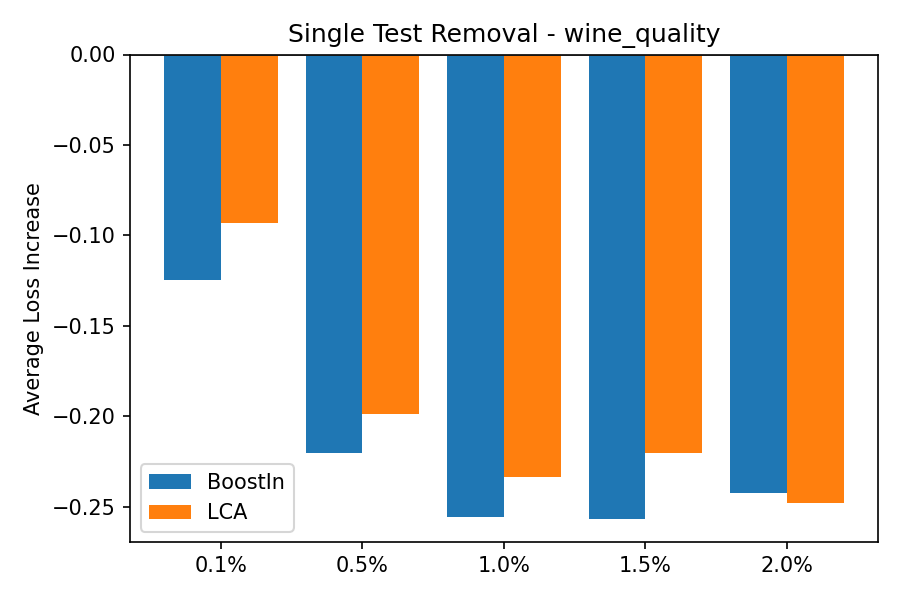 Single Test Removal - wine_quality
Average Loss Increase
0.00
−0.05
−0.10
−0.15
−0.20
−0.25
BoostIn
LCA
0.1%
0.5%
1.0%
1.5%
2.0%